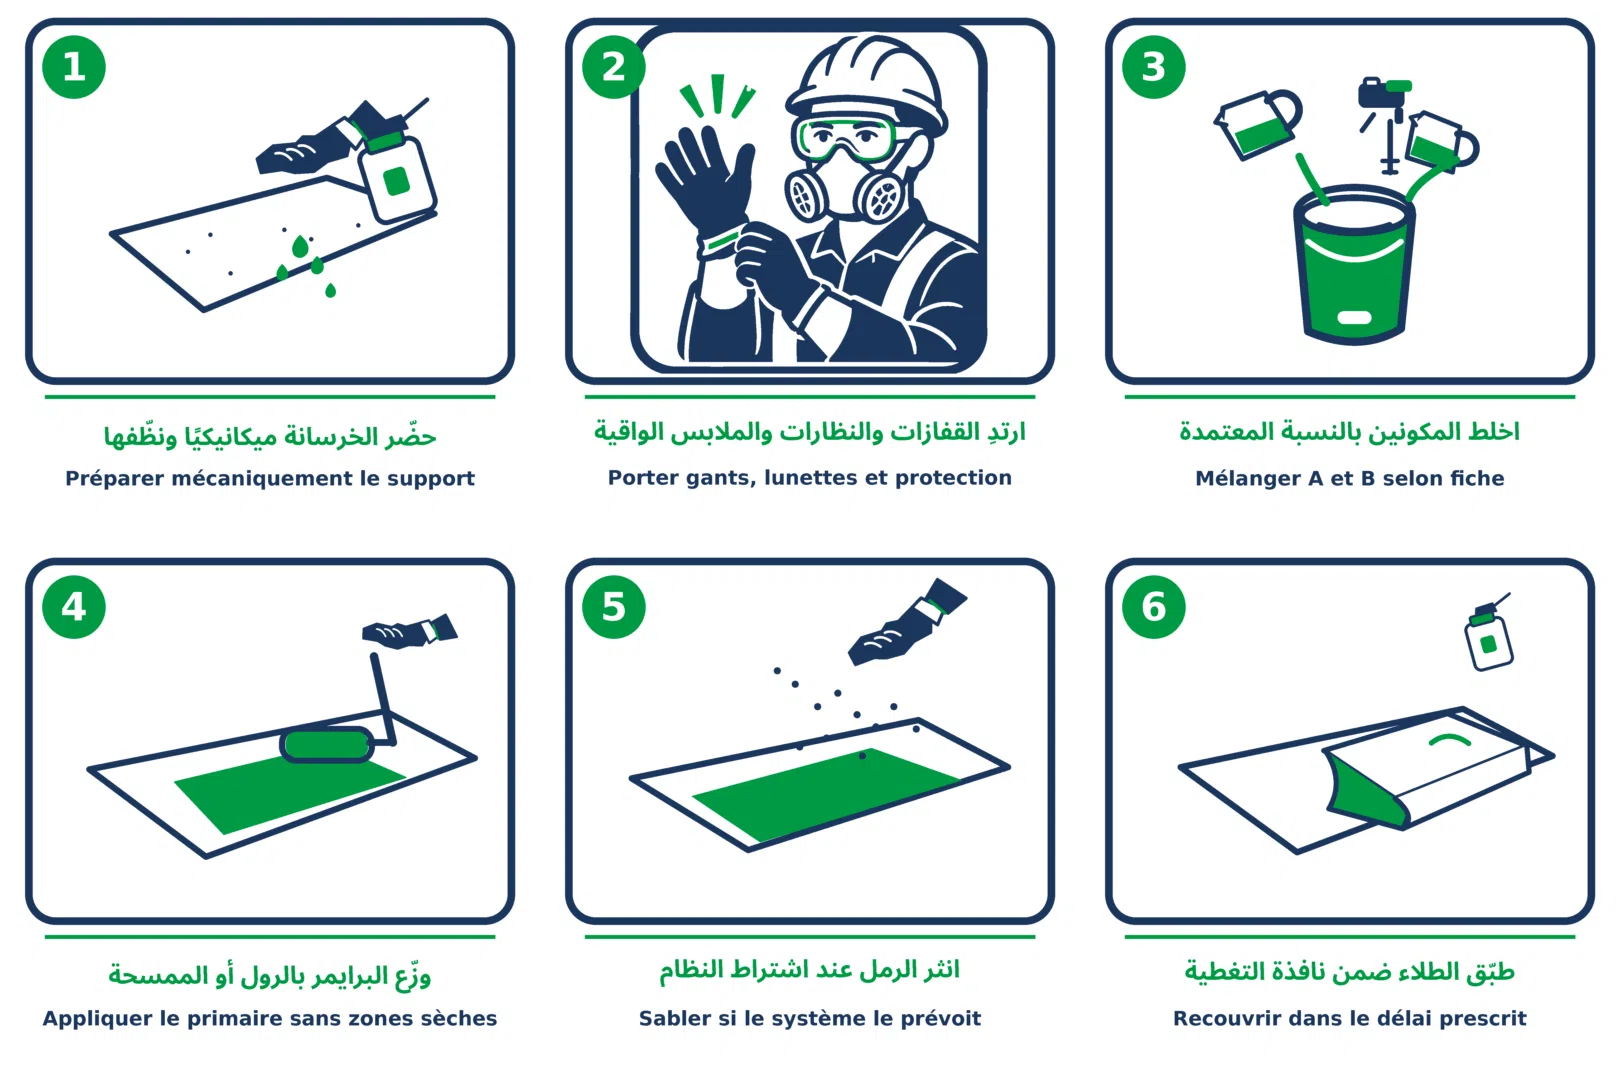 1
حضّر الخرسانة ميكانيكيًا ونظّفها
Préparer mécaniquement le support
2
ارتدِ القفازات والنظارات والملابس الواقية
Porter gants, lunettes et protection
3
اخلط المكونين بالنسبة المعتمدة
Mélanger A et B selon fiche
4
وزّع البرايمر بالرول أو الممسحة
Appliquer le primaire sans zones sèches
5
انثر الرمل عند اشتراط النظام
Sabler si le système le prévoit
6
طبّق الطلاء ضمن نافذة التغطية
Recouvrir dans le délai prescrit